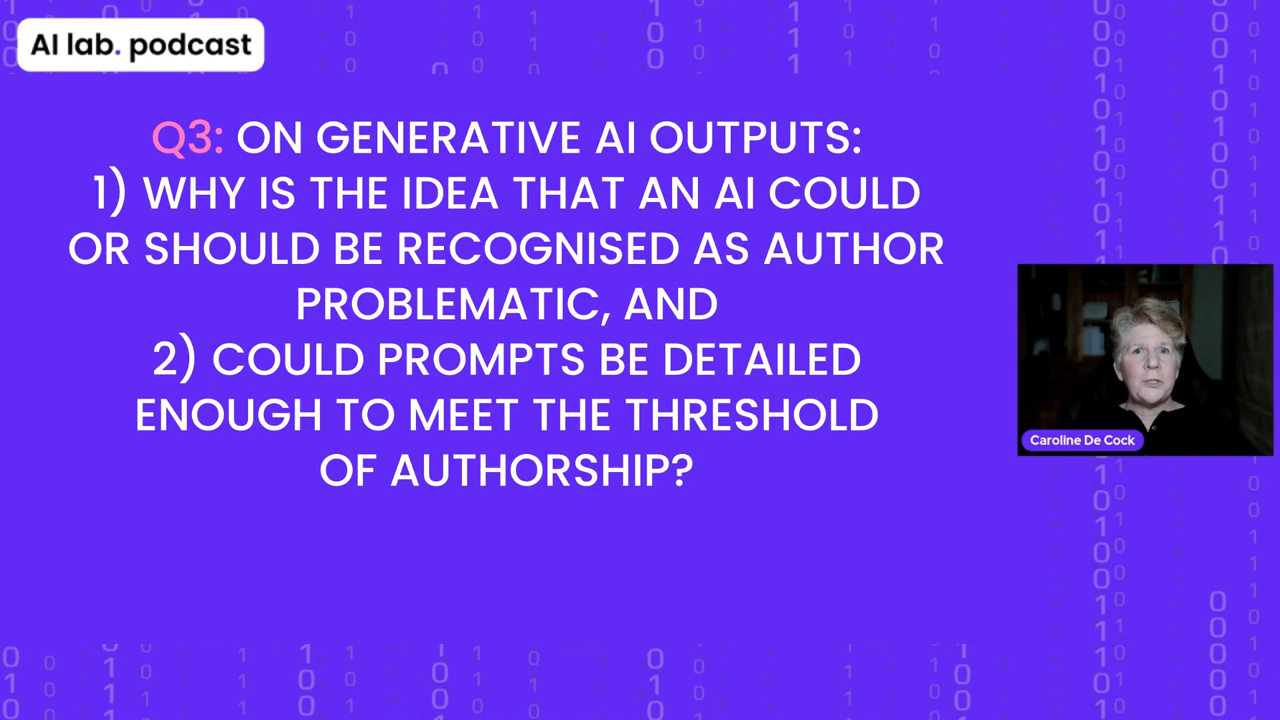 AI lab. podcast
Q3: ON GENERATIVE AI OUTPUTS:
1) WHY IS THE IDEA THAT AN AI COULD
OR SHOULD BE RECOGNISED AS AUTHOR
PROBLEMATIC, AND
2) COULD PROMPTS BE DETAILED
ENOUGH TO MEET THE THRESHOLD
OF AUTHORSHIP?
Caroline De Cock